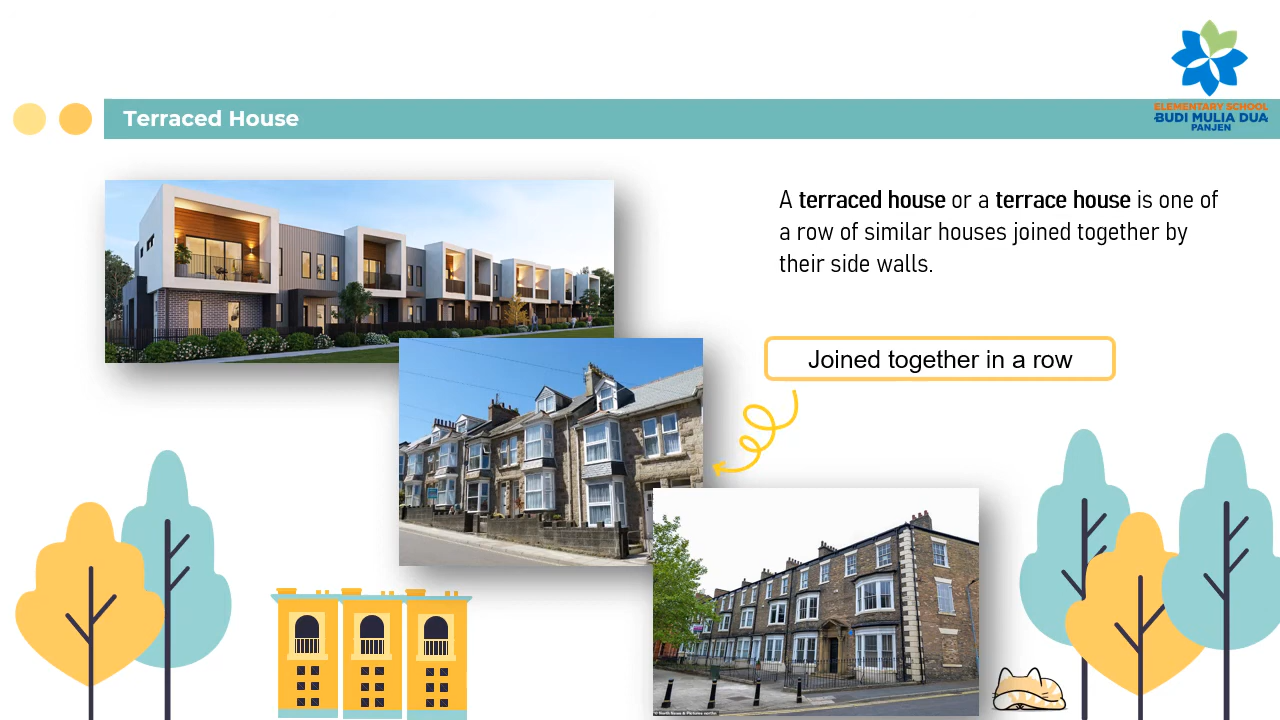 ELEMENTARY SCHOOL
BUDI MULIA DUA
PANJEN
Terraced House
A terraced house or a terrace house is one of
a row of similar houses joined together by
their side walls.
Joined together in a row